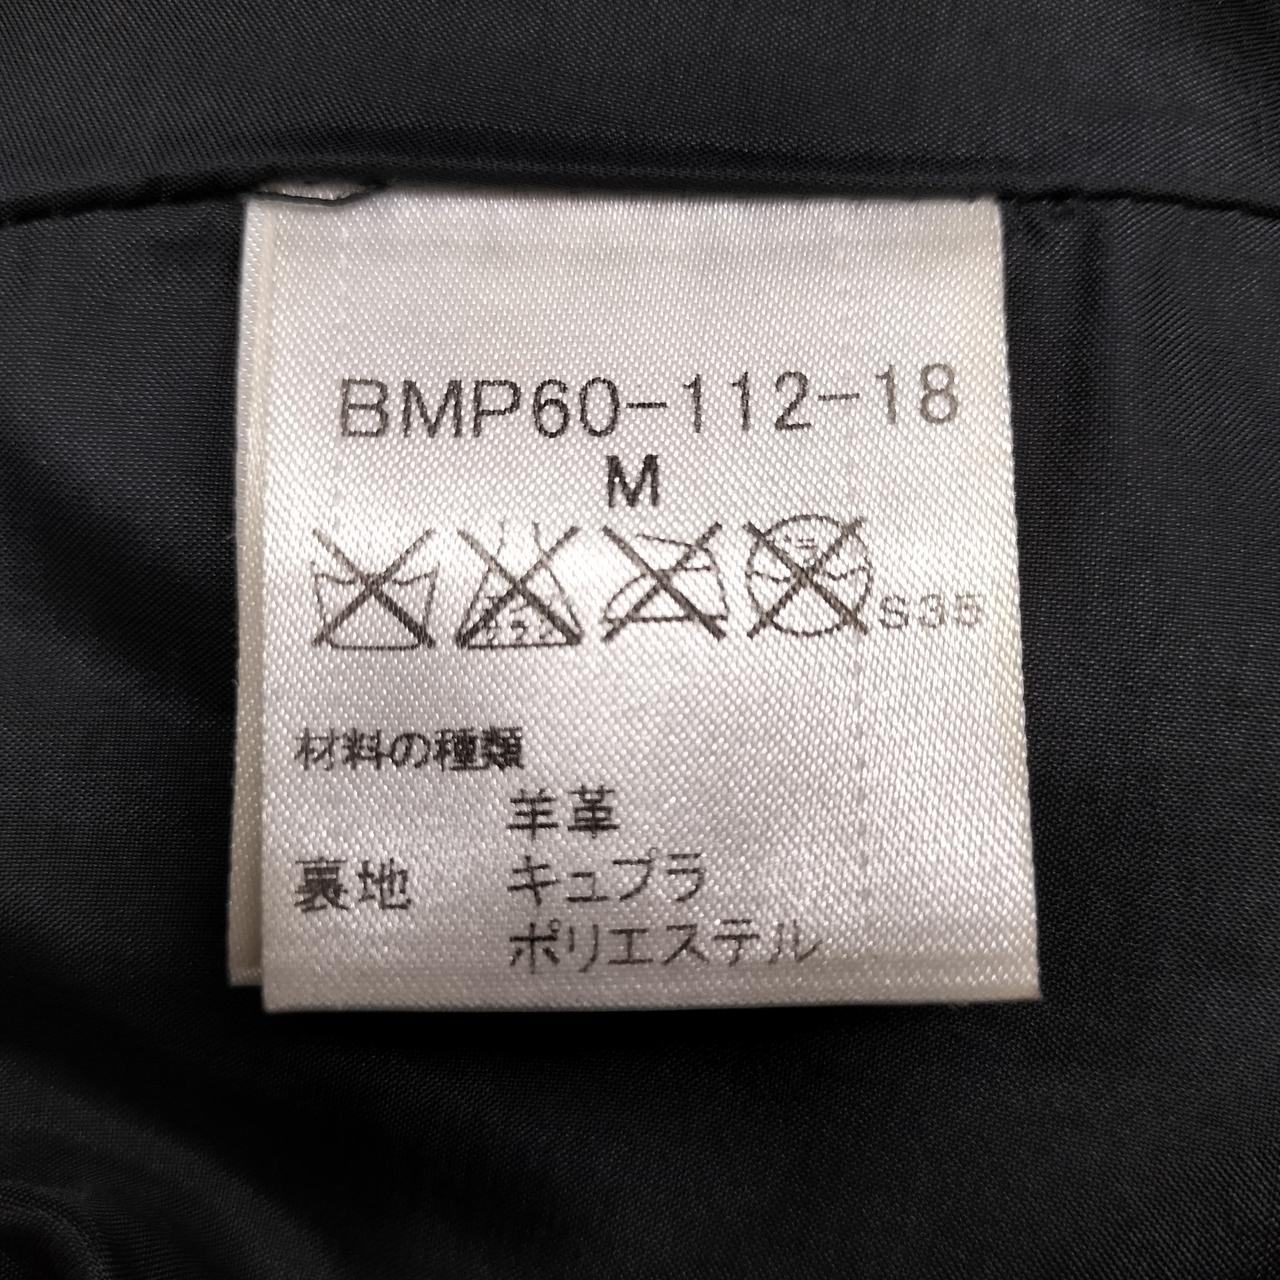 BMP60-112-18
M
S35
材料の種類
羊革
裏地 キュプラ
ポリエステル